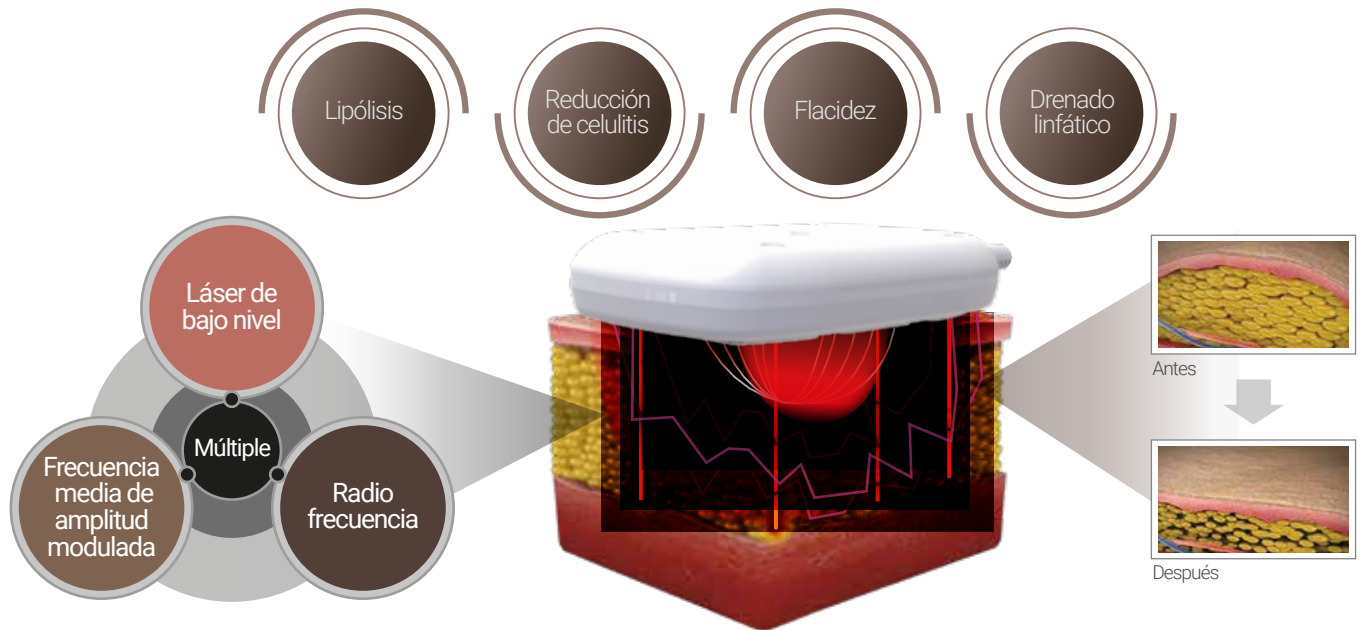 Lipólisis
Reducción
de celulitis
Flacidez
Drenado
linfático
Láser de
bajo nivel
Múltiple
Frecuencia
media de
amplitud
modulada
Radio
frecuencia
Antes
Después